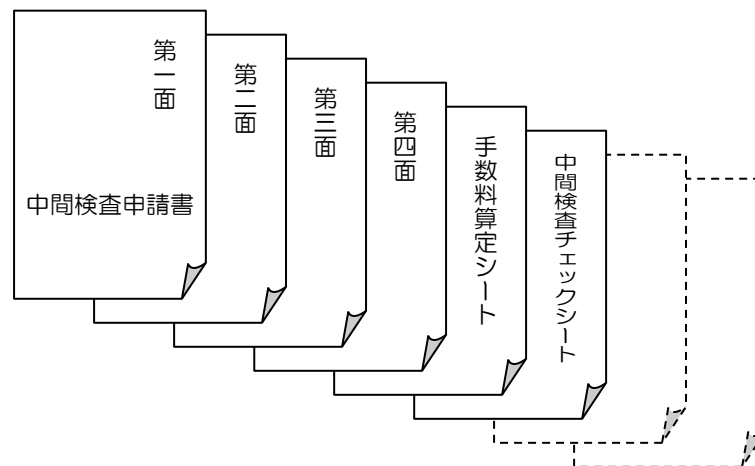 第一面
中間検査申請書
第二面
第三面
第四面
手数料算定シート
中間検査チェックシート